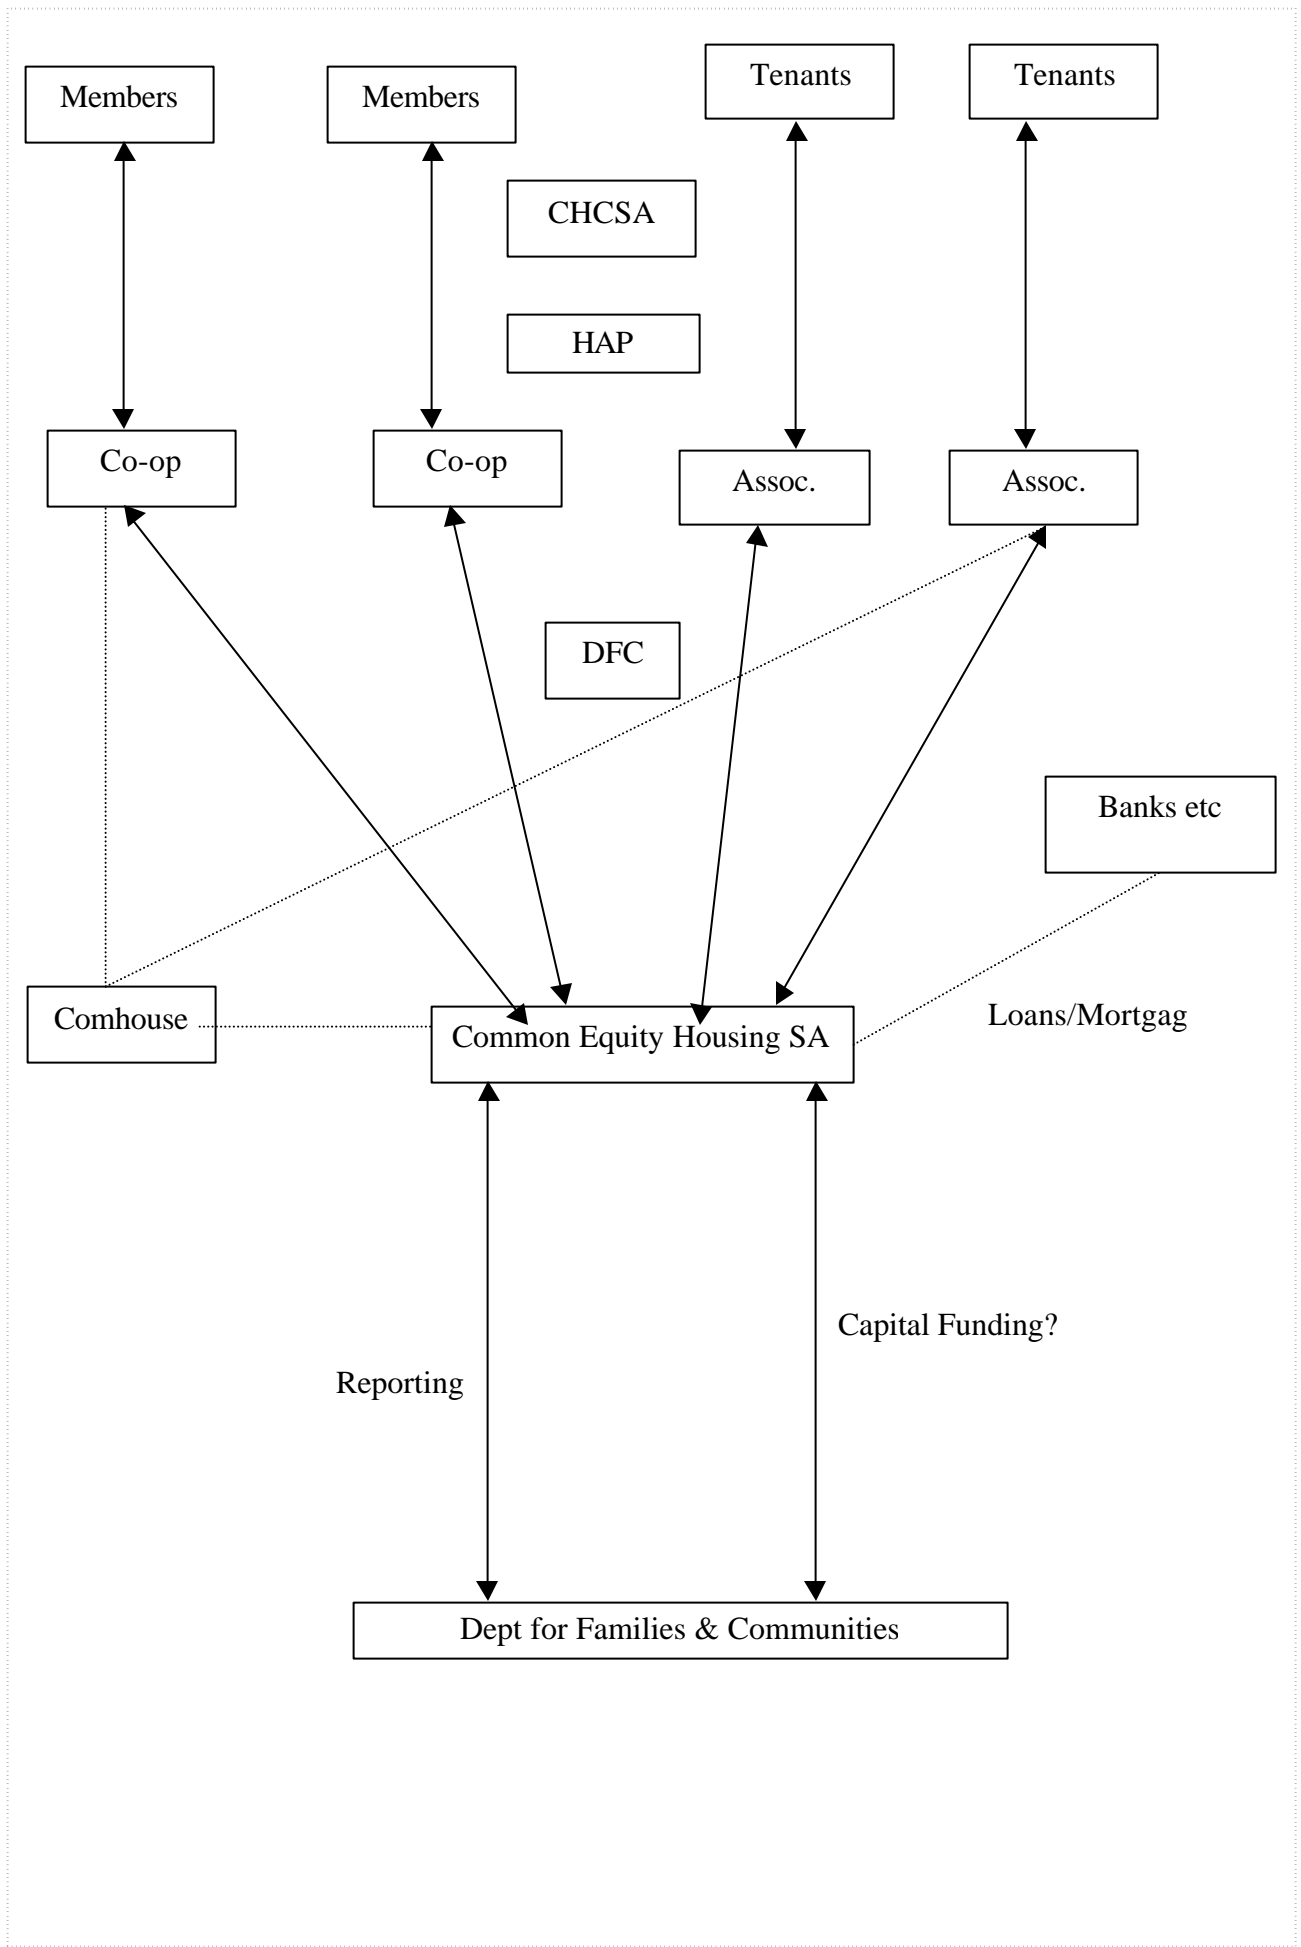 Members
Members
Tenants
Tenants
CHCSA
HAP
Co-op
Co-op
Assoc.
Assoc.
DFC
Banks etc
Comhouse
Common Equity Housing SA
Loans/Mortgag
Capital Funding?
Reporting
Dept for Families & Communities